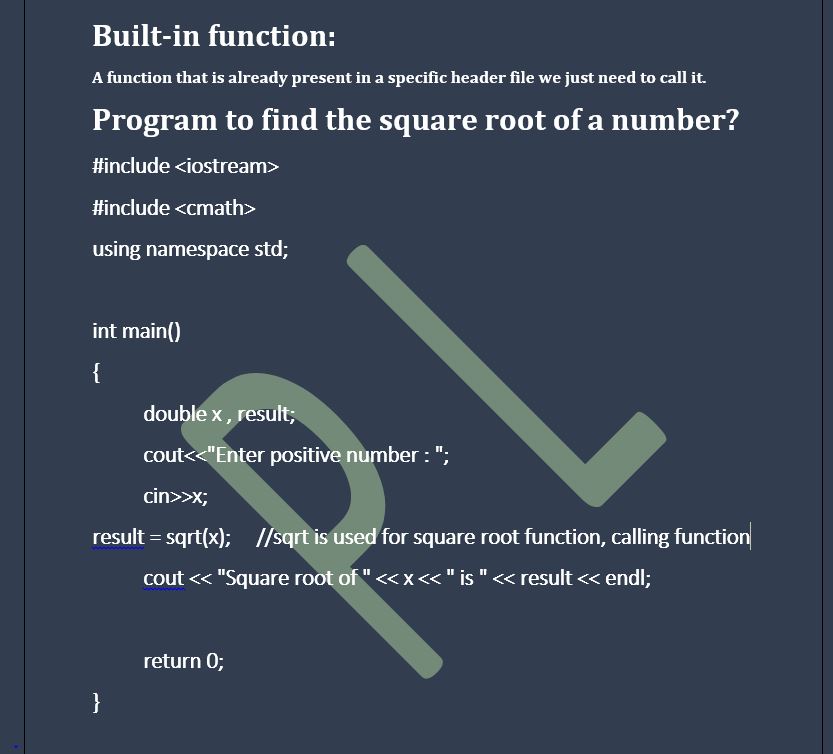 Built-in function:
A function that is already present in a specific header file we just need to call it.
Program to find the square root of a number?
#include <iostream>
#include <cmath>
using namespace std;
int main()
{
double x , result;
cout<<"Enter positive number : ";
cin>>x;
result = sqrt(x); //sqrt is used for square root function, calling function
cout << "Square root of " << x << " is " << result << endl;
return 0;
}
PL